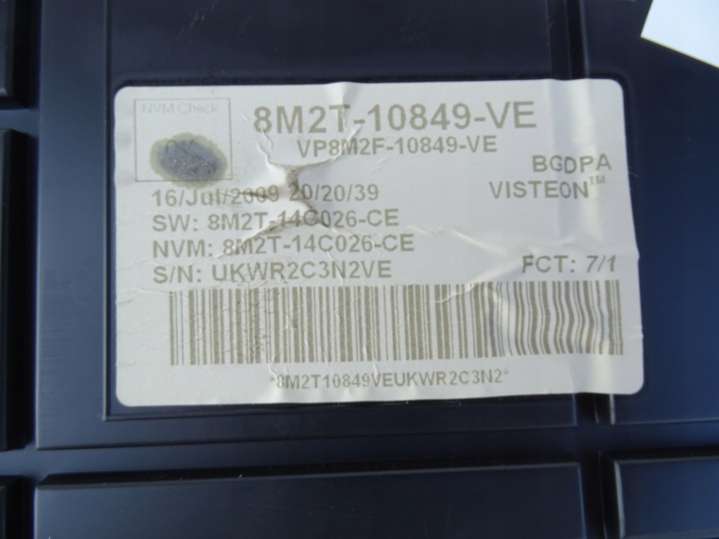 NVM Check
8M2T-10849-VE
VP8M2F-10849-VE
BGDPA
16/Jul/2009 20/20/39
VISTEON™
SW: 8M2T-14C026-CE
NVM: 8M2T-14C026-CE
S/N: UKWR2C3N2VE
FCT: 7/1
*8M2T10849VEUKWR2C3N2*